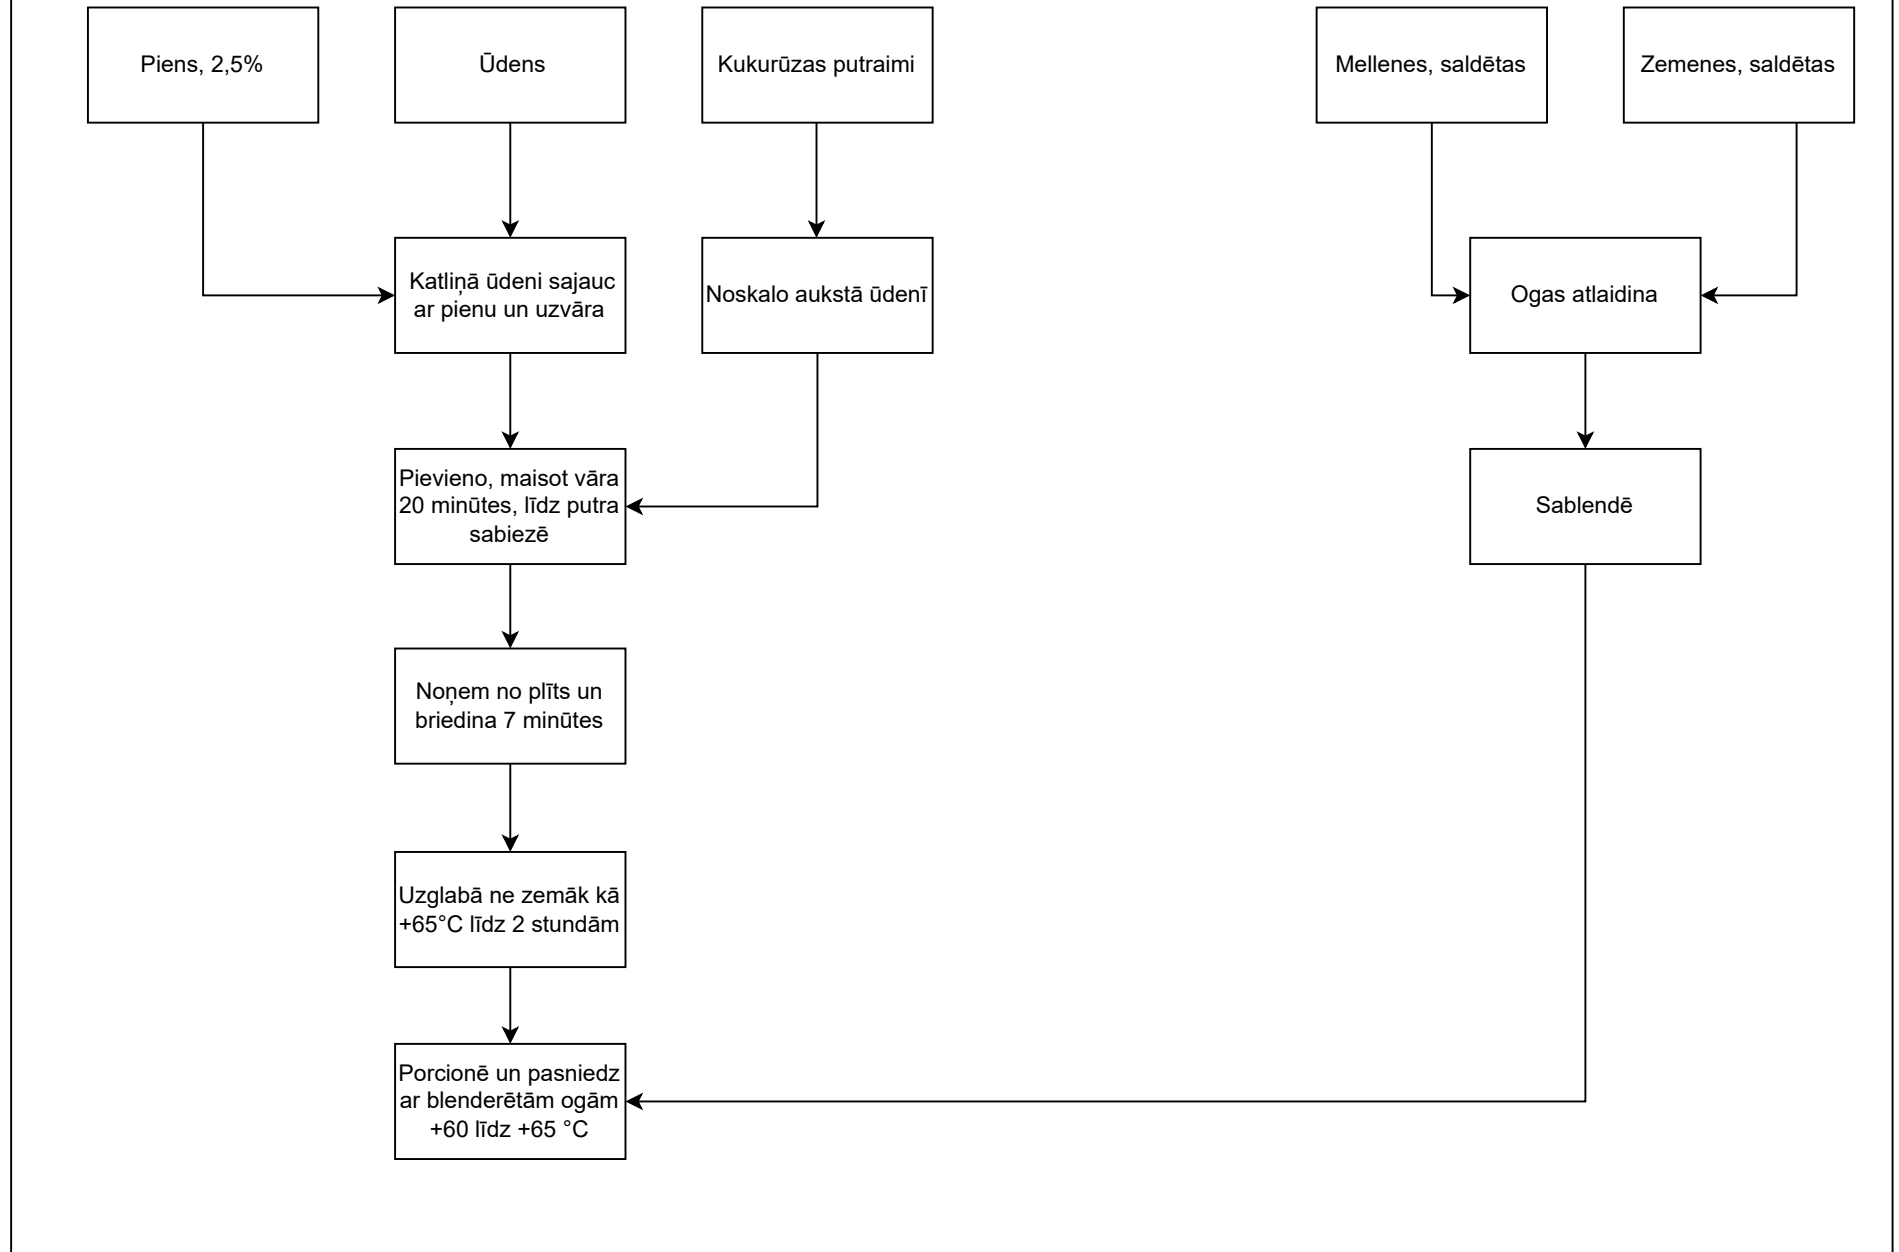 Piens, 2,5%
Ūdens
Kukurūzas putraimi
Mellenes, saldētas
Zemenes, saldētas
Katliņā ūdeni sajauc
ar pienu un uzvāra
Noskalo aukstā ūdenī
Ogas atlaidina
Pievieno, maisot vāra
20 minūtes, līdz putra
sabiezē
Sablendē
Noņem no plīts un
briedina 7 minūtes
Uzglabā ne zemāk kā
+65°C līdz 2 stundām
Porcionē un pasniedz
ar blenderētām ogām
+60 līdz +65 °C